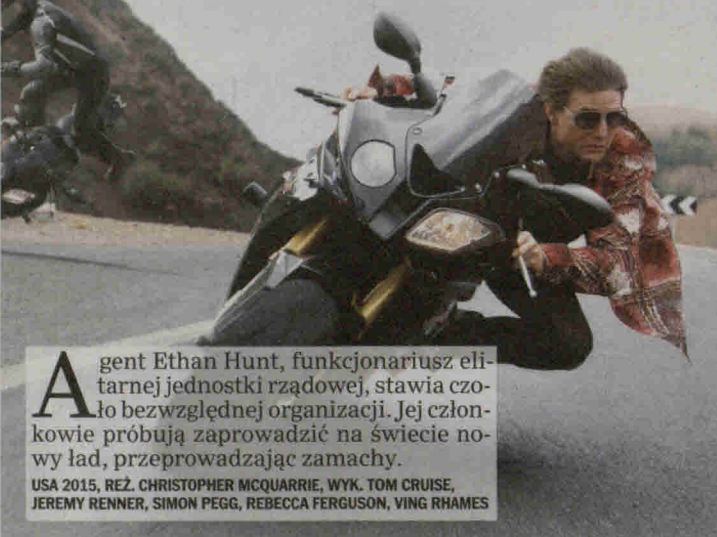 Agent Ethan Hunt, funkcjonariusz eli-
tarnej jednostki rządowej, stawia czo-
ło bezwzględnej organizacji. Jej człon-
kowie próbują zaprowadzić na świecie no-
wy ład, przeprowadzając zamachy.
USA 2015, REŻ. CHRISTOPHER MCQUARRIE, WYK. TOM CRUISE,
JEREMY RENNER, SIMON PEGG, REBECCA FERGUSON, VING RHAMES